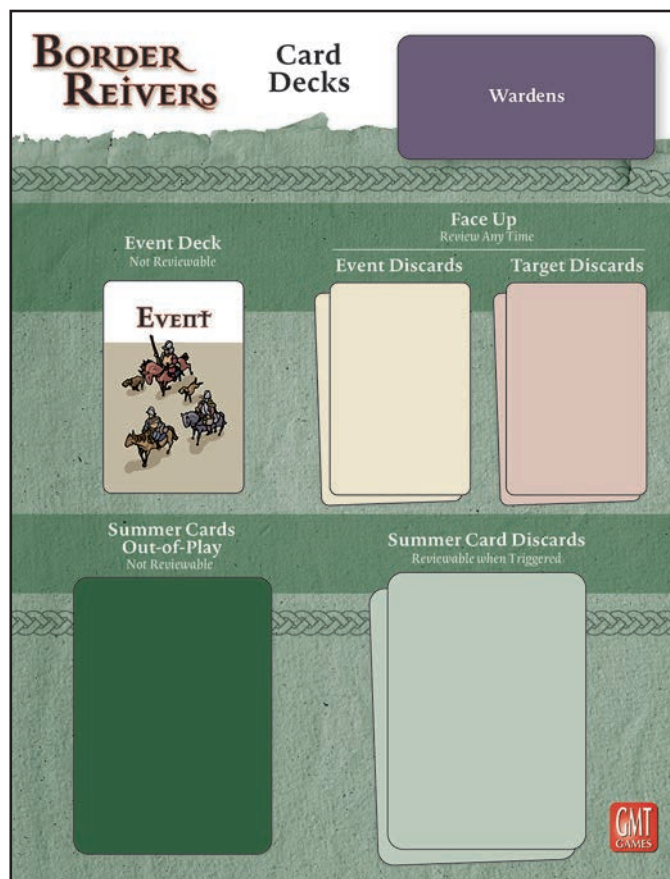 BORDER
REIVERS
Card
Decks
Wardens
Event Deck
Not Reviewable
Face Up
Review Any Time
Event Discards
Target Discards
EVENT
Summer Cards
Out-of-Play
Not Reviewable
Summer Card Discards
Reviewable when Triggered
GMT
GAMES